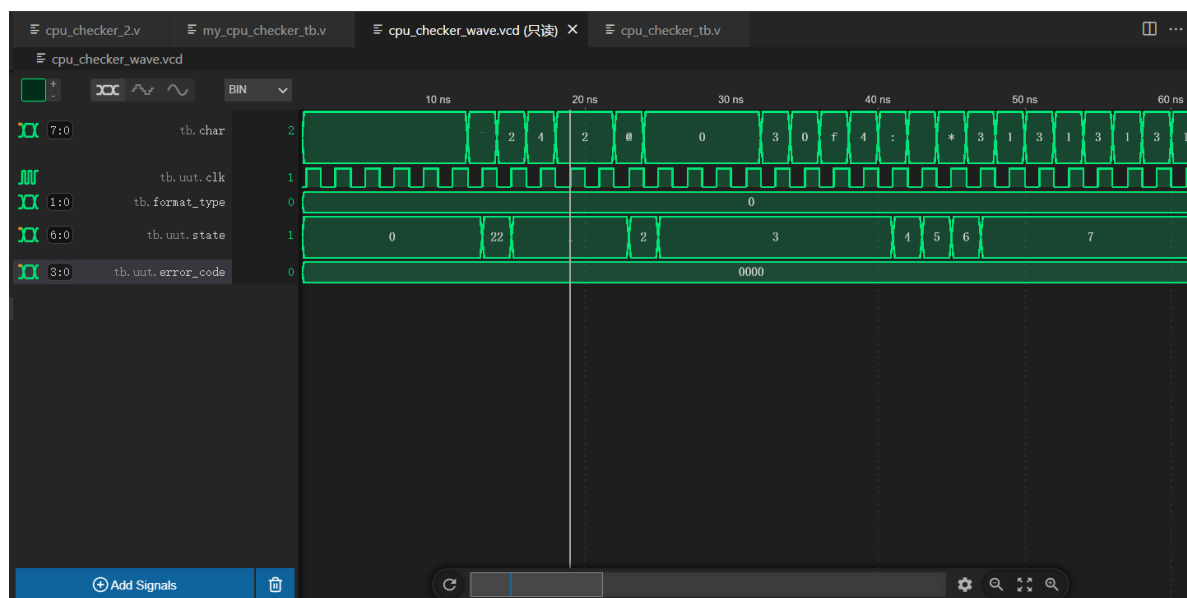 cpu_checker_2.v my_cpu_checker_tb.v cpu_checker_wave.vcd (只读) × cpu_checker_tb.v ...
cpu_checker_wave.vcd
+ - BIN
10 ns 20 ns 30 ns 40 ns 50 ns 60 ns
7:0 tb.char 2 2 4 2 @ 0 3 0 f 4 : * 3 1 3 1 3 1 3 1
tb.uut.clk 1
1:0 tb.format_type 0 0
6:0 tb.uut.state 1 0 22 . 2 3 4 5 6 7
3:0 tb.uut.error_code 0 0000
Add Signals